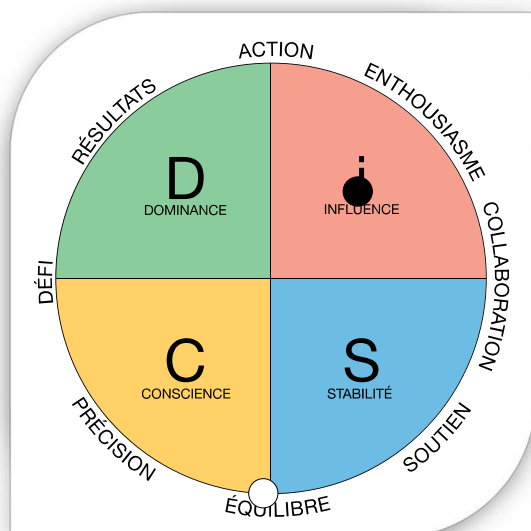 ACTION
RÉSULTATS
ENTHOUSIASME
D
DOMINANCE
i
INFLUENCE
DÉFI
COLLABORATION
C
CONSCIENCE
S
STABILITÉ
PRÉCISION
SOUTIEN
ÉQUILIBRE